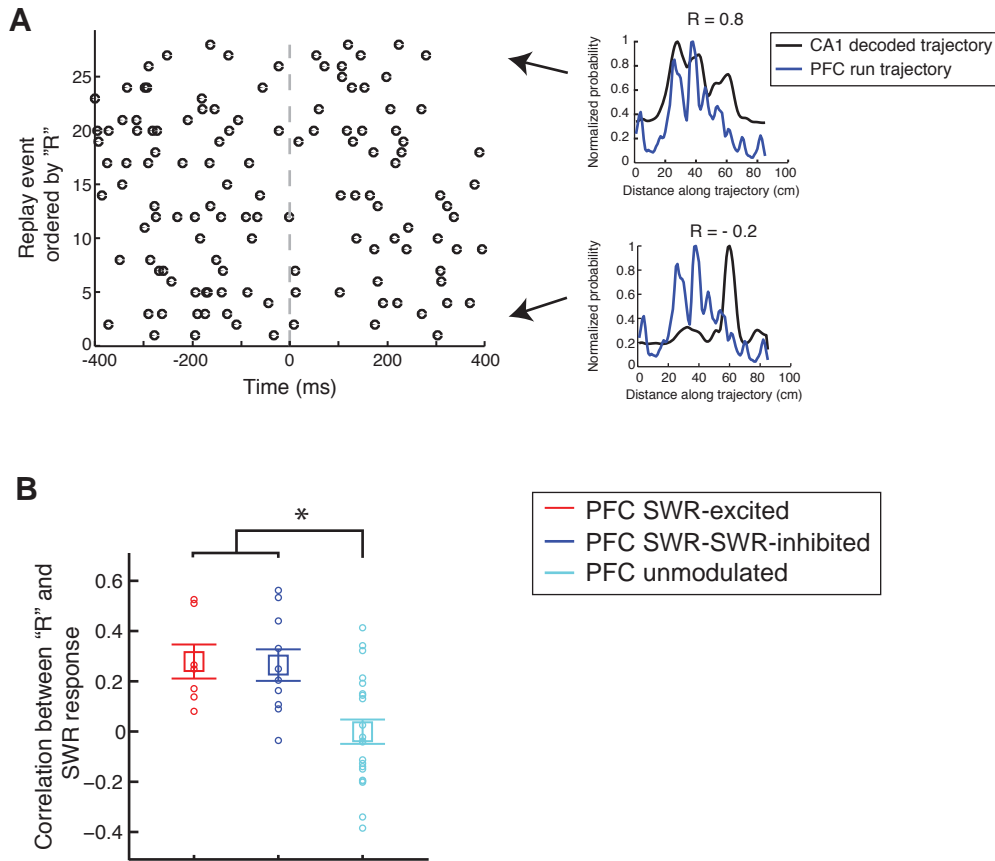 A
Replay event
ordered by "R"
25
20
15
10
5
0
-400
-200
0
200
400
Time (ms)
R = 0.8
Normalized probability
1
0.8
0.6
0.4
0.2
0
0
20
40
60
80
100
Distance along trajectory (cm)
CA1 decoded trajectory
PFC run trajectory
R = - 0.2
Normalized probability
1
0.8
0.6
0.4
0.2
0
20
40
60
80
100
Distance along trajectory (cm)
B
Correlation between “R” and
SWR response
0.6
0.4
0.2
0
−0.2
−0.4
*
PFC SWR-excited
PFC SWR-SWR-inhibited
PFC unmodulated